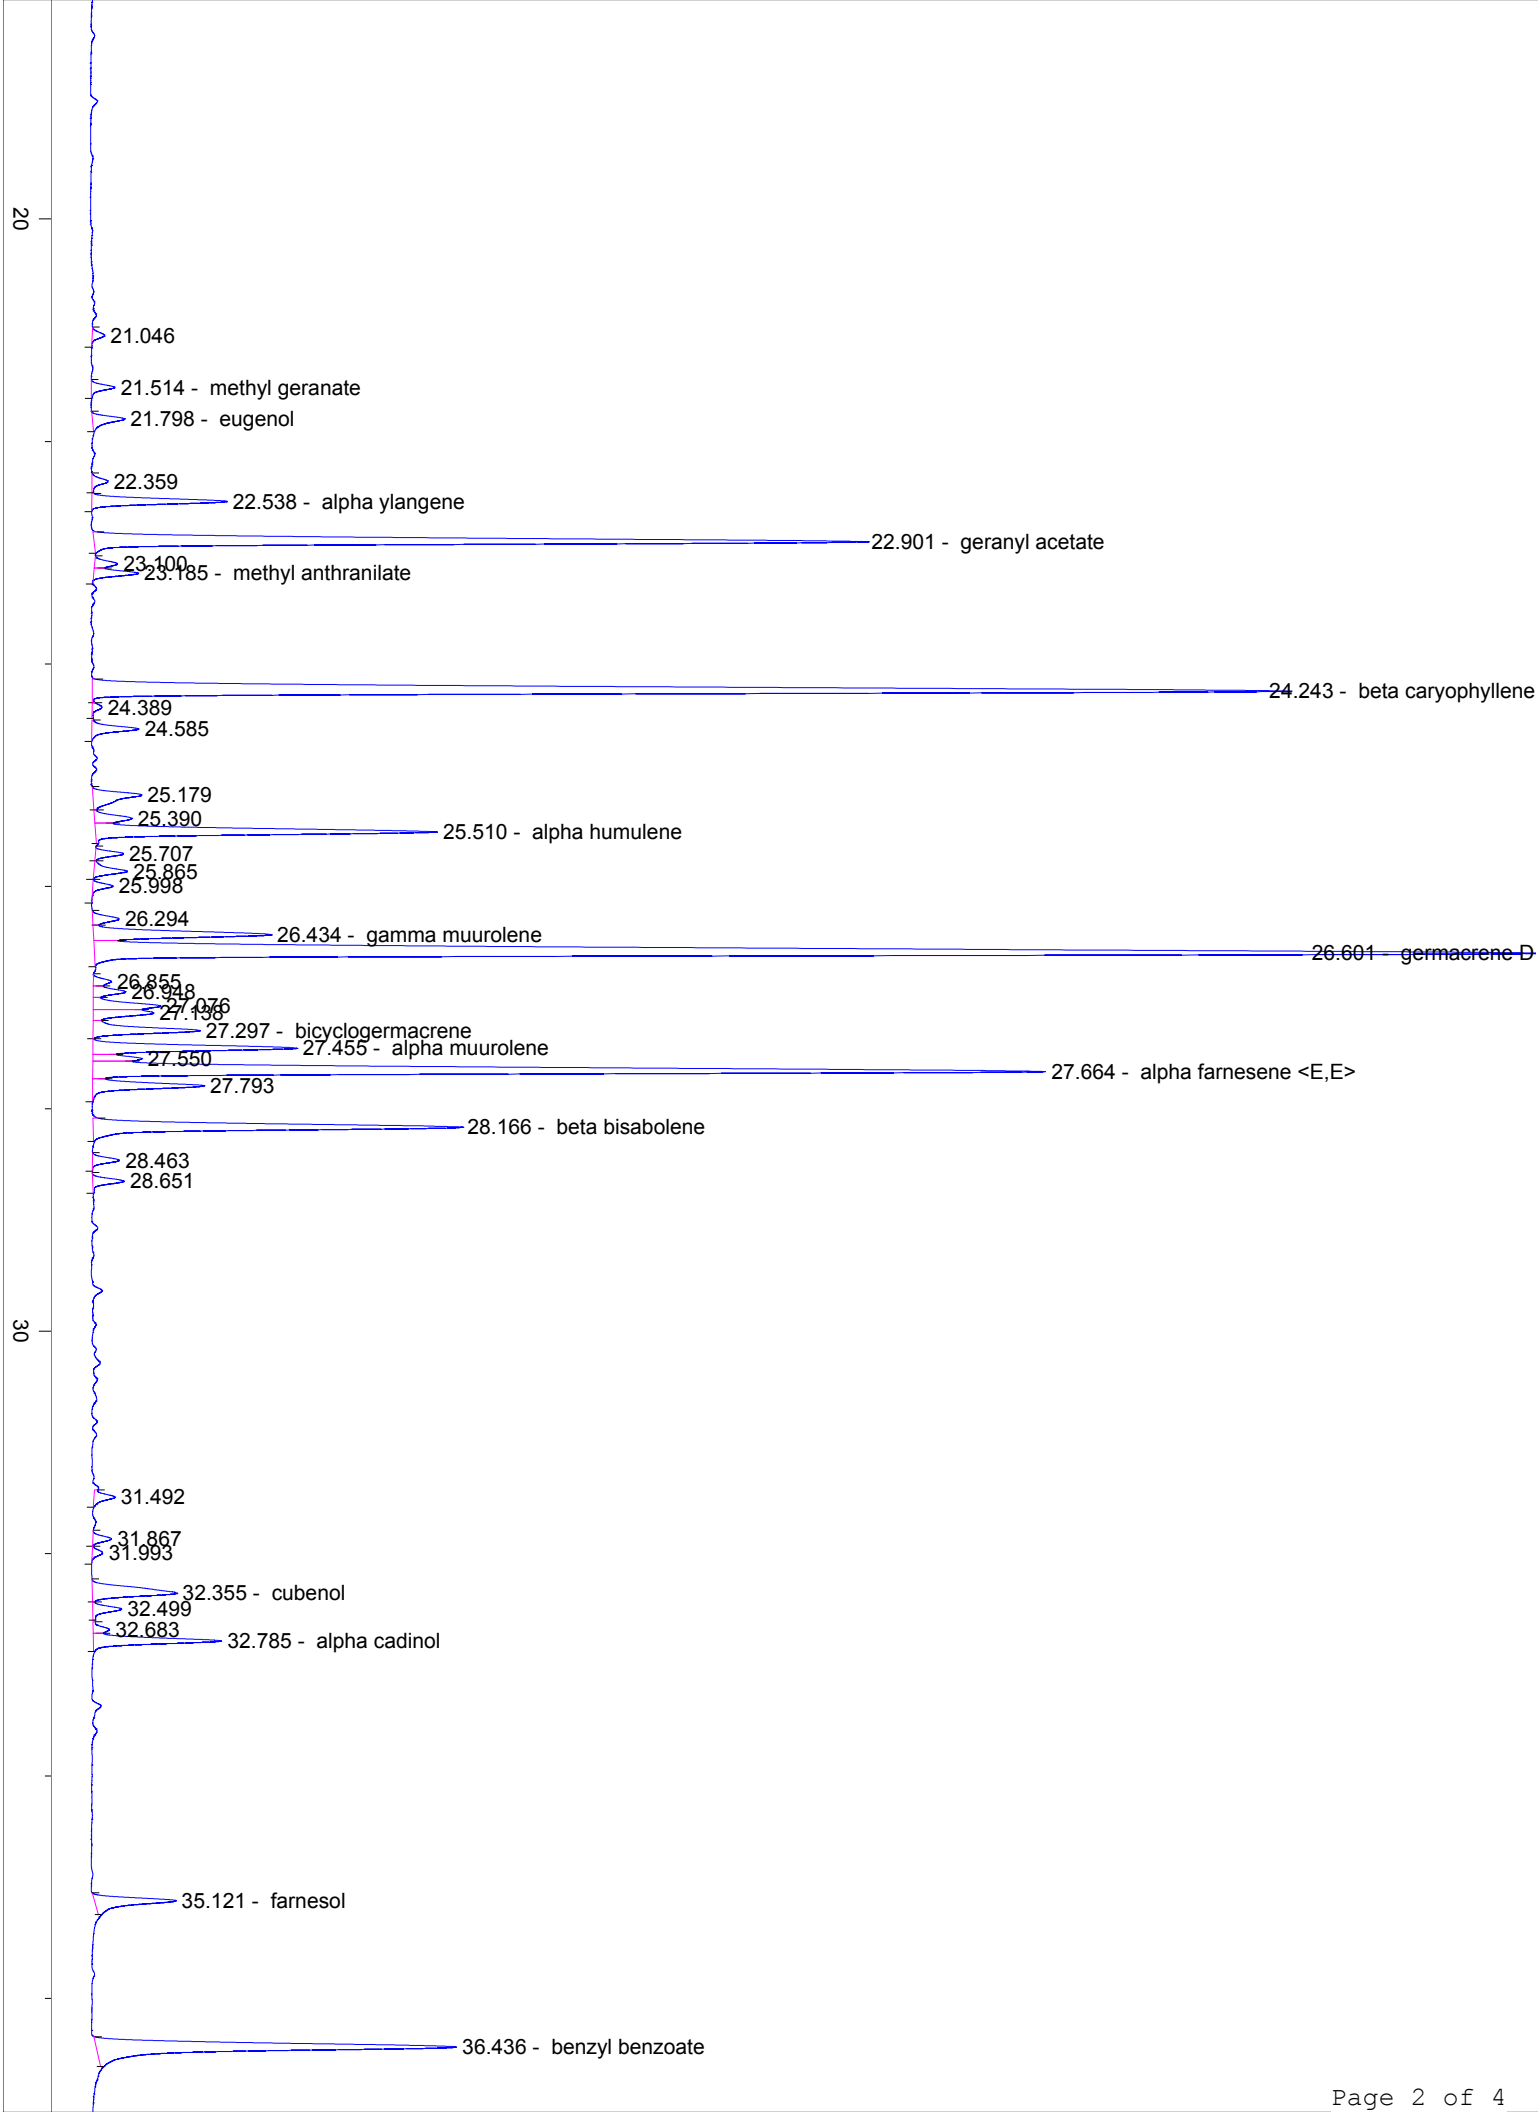 20
21.046
21.514 - methyl geranate
21.798 - eugenol
22.359
22.538 - alpha ylangene
22.901 - geranyl acetate
23.100
23.185 - methyl anthranilate
24.243 - beta caryophyllene
24.389
24.585
25.179
25.390
25.510 - alpha humulene
25.707
25.865
25.998
26.294
26.434 - gamma muurolene
26.601 - germacrene D
26.855
26.948
27.076
27.138
27.297 - bicyclogermacrene
27.455 - alpha muurolene
27.550
27.664 - alpha farnesene <E,E>
27.793
28.166 - beta bisabolene
28.463
28.651
30
31.492
31.867
31.993
32.355 - cubenol
32.499
32.683
32.785 - alpha cadinol
35.121 - farnesol
36.436 - benzyl benzoate
Page 2 of 4